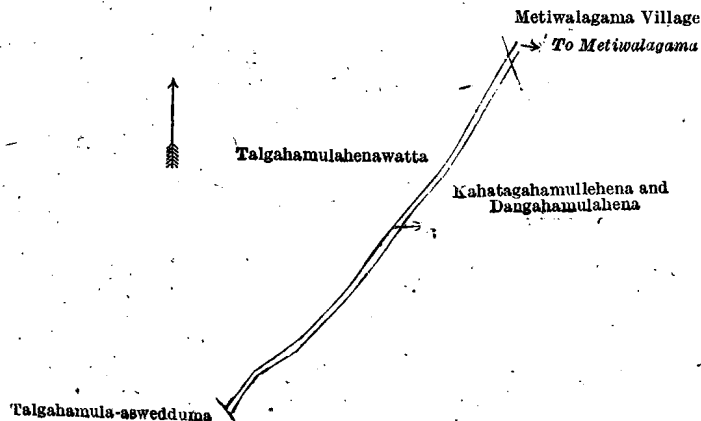 Metiwalagama Village
To Metiwalagama
Talgahamulahenawatta
Kahatagahamullehena and
Dangahamulahena
Talgahamula-aswedduma